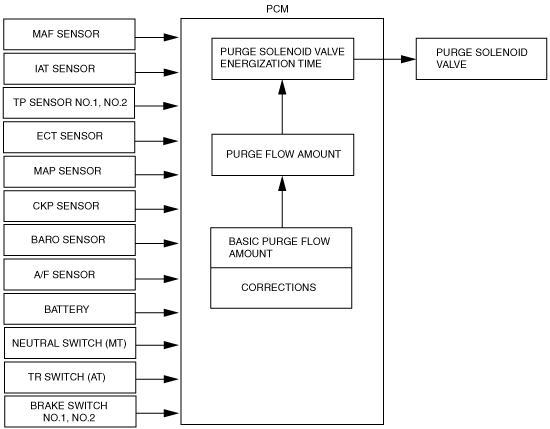 PCM
MAF SENSOR
IAT SENSOR
TP SENSOR NO.1, NO.2
ECT SENSOR
MAP SENSOR
CKP SENSOR
BARO SENSOR
A/F SENSOR
BATTERY
NEUTRAL SWITCH (MT)
TR SWITCH (AT)
BRAKE SWITCH
NO.1, NO.2
PURGE SOLENOID VALVE
ENERGIZATION TIME
PURGE FLOW AMOUNT
BASIC PURGE FLOW
AMOUNT
CORRECTIONS
PURGE SOLENOID
VALVE